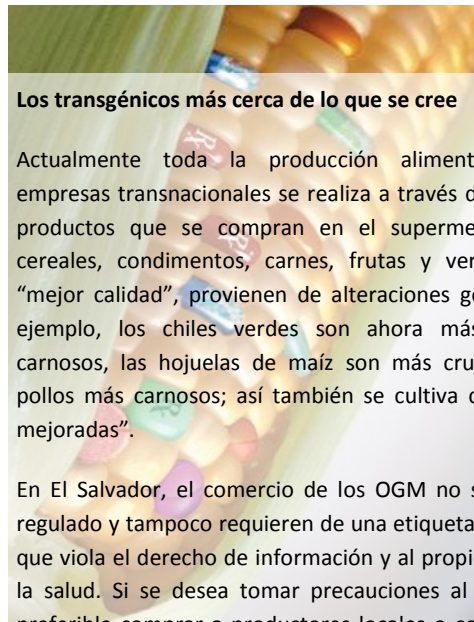 Los transgénicos más cerca de lo que se cree
Actualmente toda la producción aliment
empresas transnacionales se realiza a través d
productos que se compran en el superme
cereales, condimentos, carnes, frutas y ver
“mejor calidad”, provienen de alteraciones ge
ejemplo, los chiles verdes son ahora más
carnosos, las hojuelas de maíz son más cru
pollos más carnosos; así también se cultiva c
mejoradas”.
En El Salvador, el comercio de los OGM no s
regulado y tampoco requieren de una etiqueta
que viola el derecho de información y al propi
la salud. Si se desea tomar precauciones al
preferible comprar a productores locales o